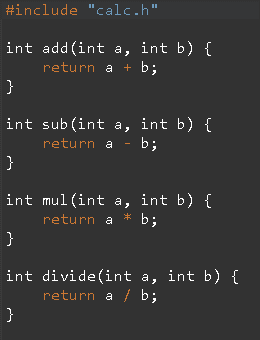 #include "calc.h"

int add(int a, int b) {
    return a + b;
}

int sub(int a, int b) {
    return a - b;
}

int mul(int a, int b) {
    return a * b;
}

int divide(int a, int b) {
    return a / b;
}